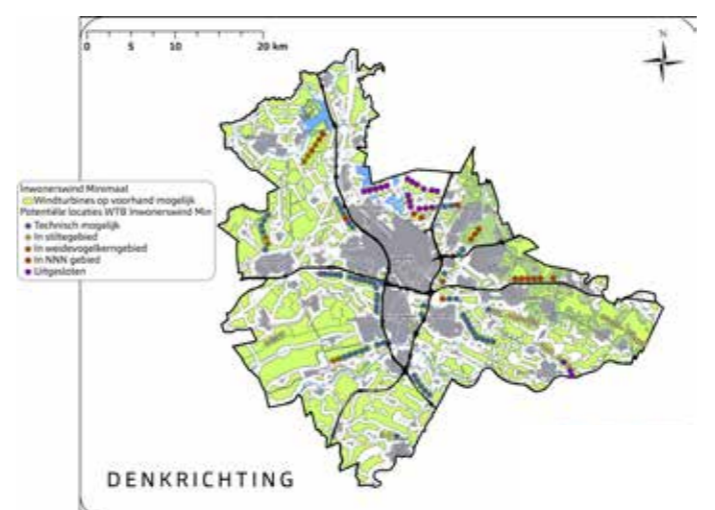 0 5 10 20 km
N
Inwonerswind Minimaal
Windturbines op voorhand mogelijk
Potentiële locaties WTB Inwonerswind Min
Technisch mogelijk
In stiltegebied
In weidevogelkerngebied
In NNN gebied
Uitgesloten
DENKRICHTING